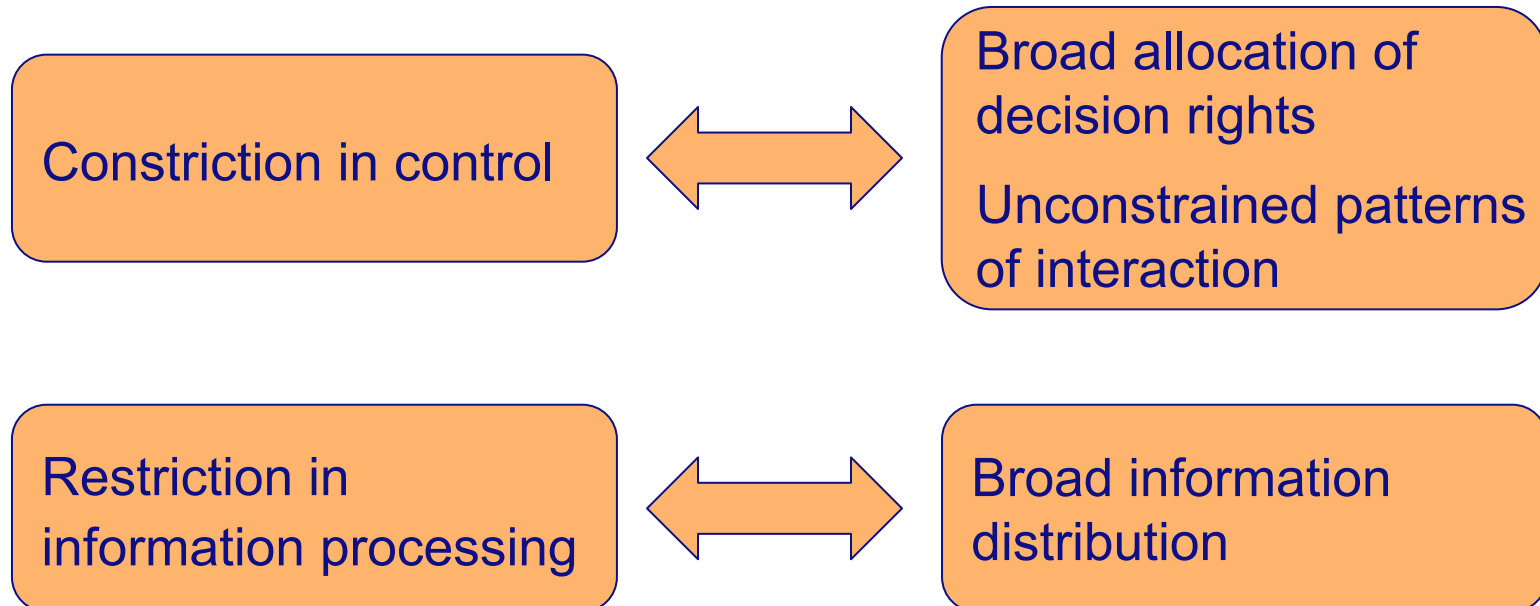 Constriction in control
Broad allocation of
decision rights
Unconstrained patterns
of interaction
Restriction in
information processing
Broad information
distribution